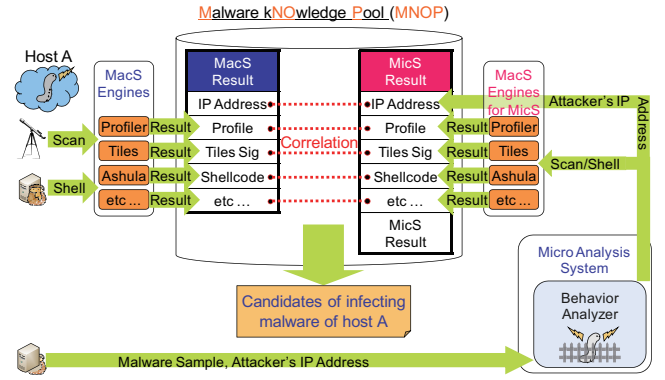 Malware kNOwledge Pool (MNOP)
Host A
MacS
Engines
MacS
Result
MicS
Result
MacS
Engines
for MicS
Attacker's IP
Address
IP Address
IP Address
Scan
Profiler
Result
Profile
Correlation
Profile
Result
Profiler
Tiles
Result
Tiles Sig
Tiles Sig
Result
Tiles
Scan/Shell
Shell
Ashula
Result
Shellcode
Shellcode
Result
Ashula
etc ...
Result
etc ...
etc ...
Result
etc ...
MicS
Result
Micro Analysis
System
Behavior
Analyzer
Candidates of infecting
malware of host A
Malware Sample, Attacker's IP Address